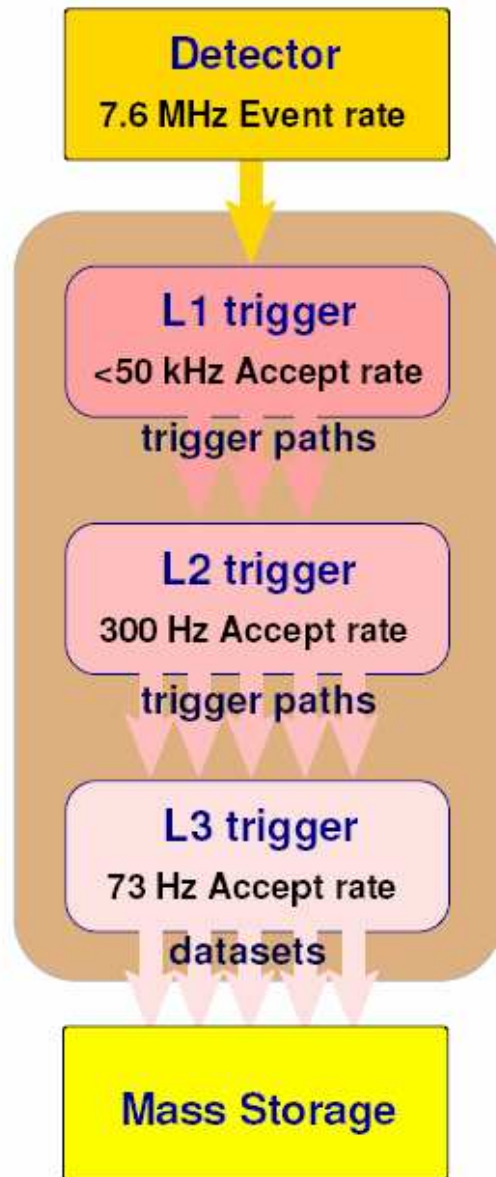 Detector
7.6 MHz Event rate
L1 trigger
<50 kHz Accept rate
trigger paths
L2 trigger
300 Hz Accept rate
trigger paths
L3 trigger
73 Hz Accept rate
datasets
Mass Storage